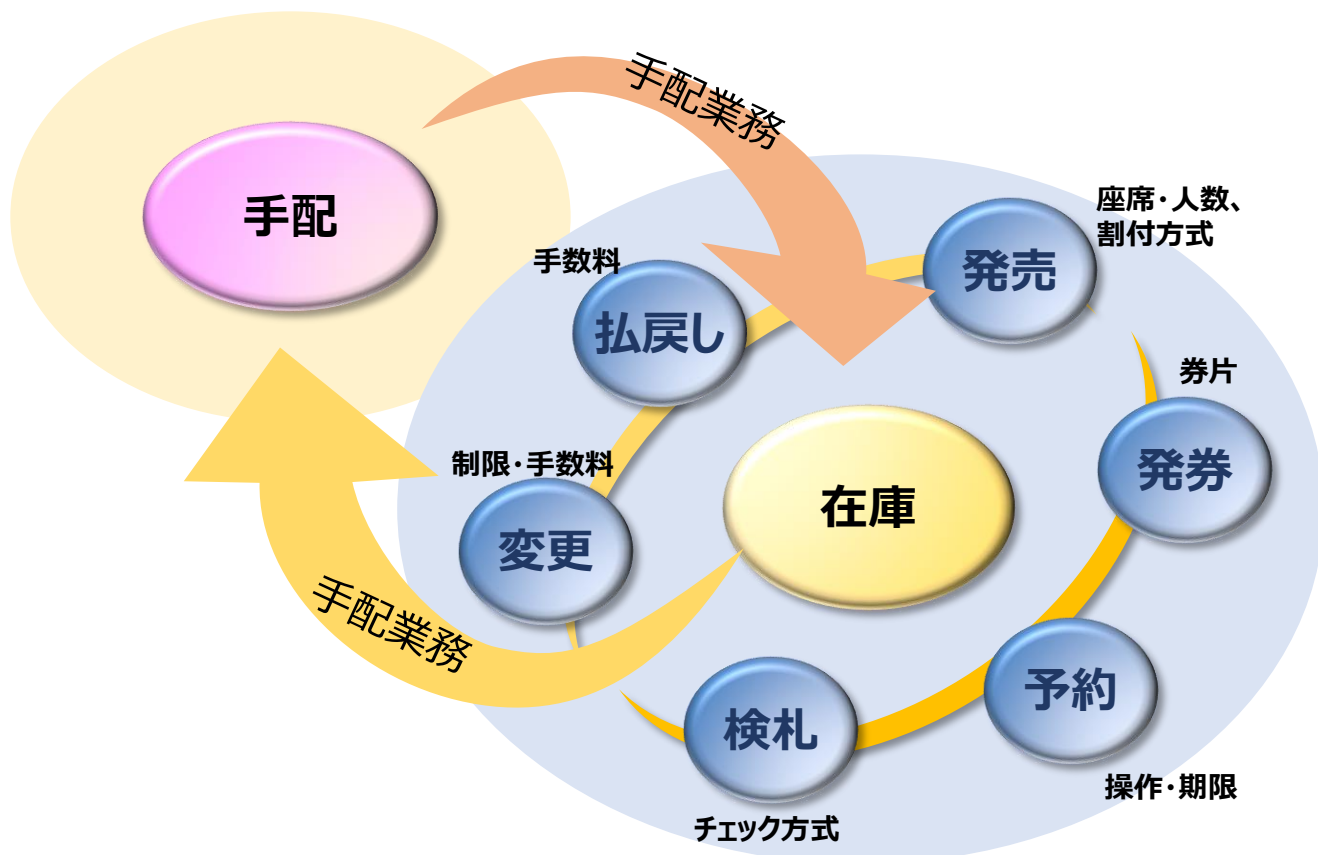 手配業務
手配
座席・人数、
割付方式
発売
手数料
払戻し
券片
発券
制限・手数料
変更
在庫
手配業務
予約
検札
操作・期限
チェック方式